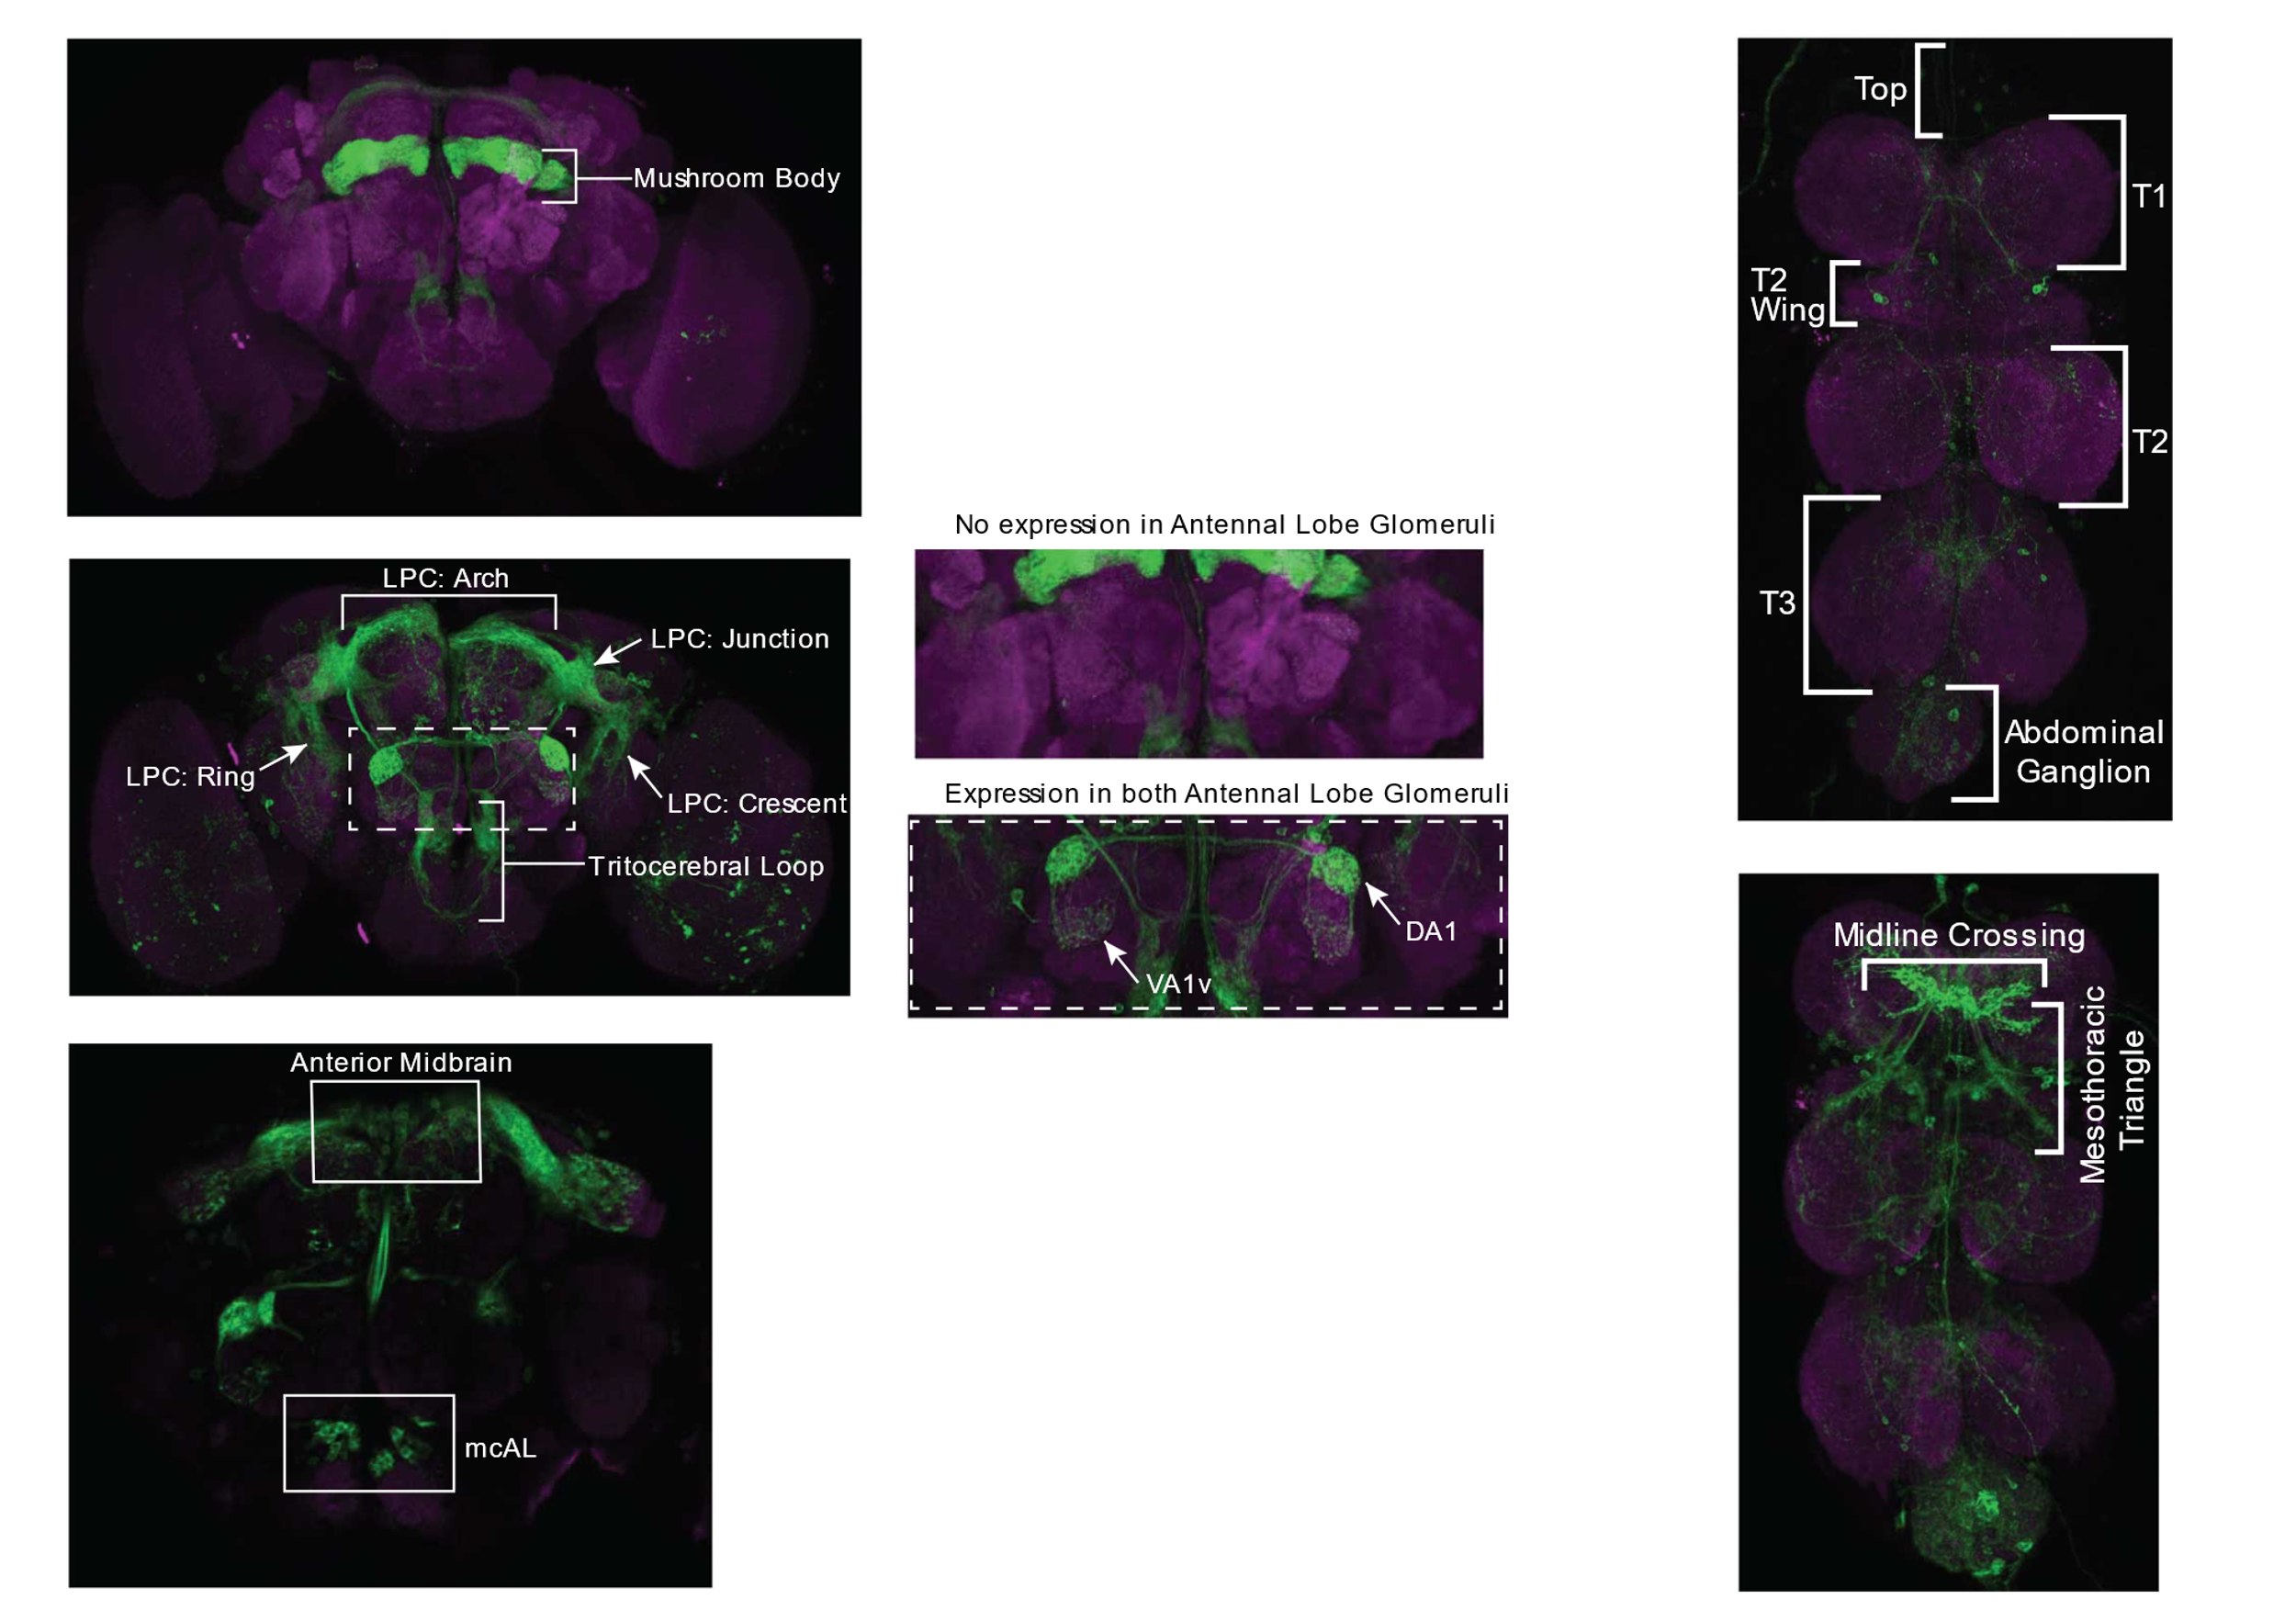 Mushroom Body
LPC: Arch
LPC: Junction
LPC: Ring
LPC: Crescent
Tritocerebral Loop
Anterior Midbrain
mcAL
No expression in Antennal Lobe Glomeruli
Expression in both Antennal Lobe Glomeruli
DA1
VA1v
Top
T1
T2
Wing
T2
T3
Abdominal
Ganglion
Midline Crossing
Mesothoracic
Triangle